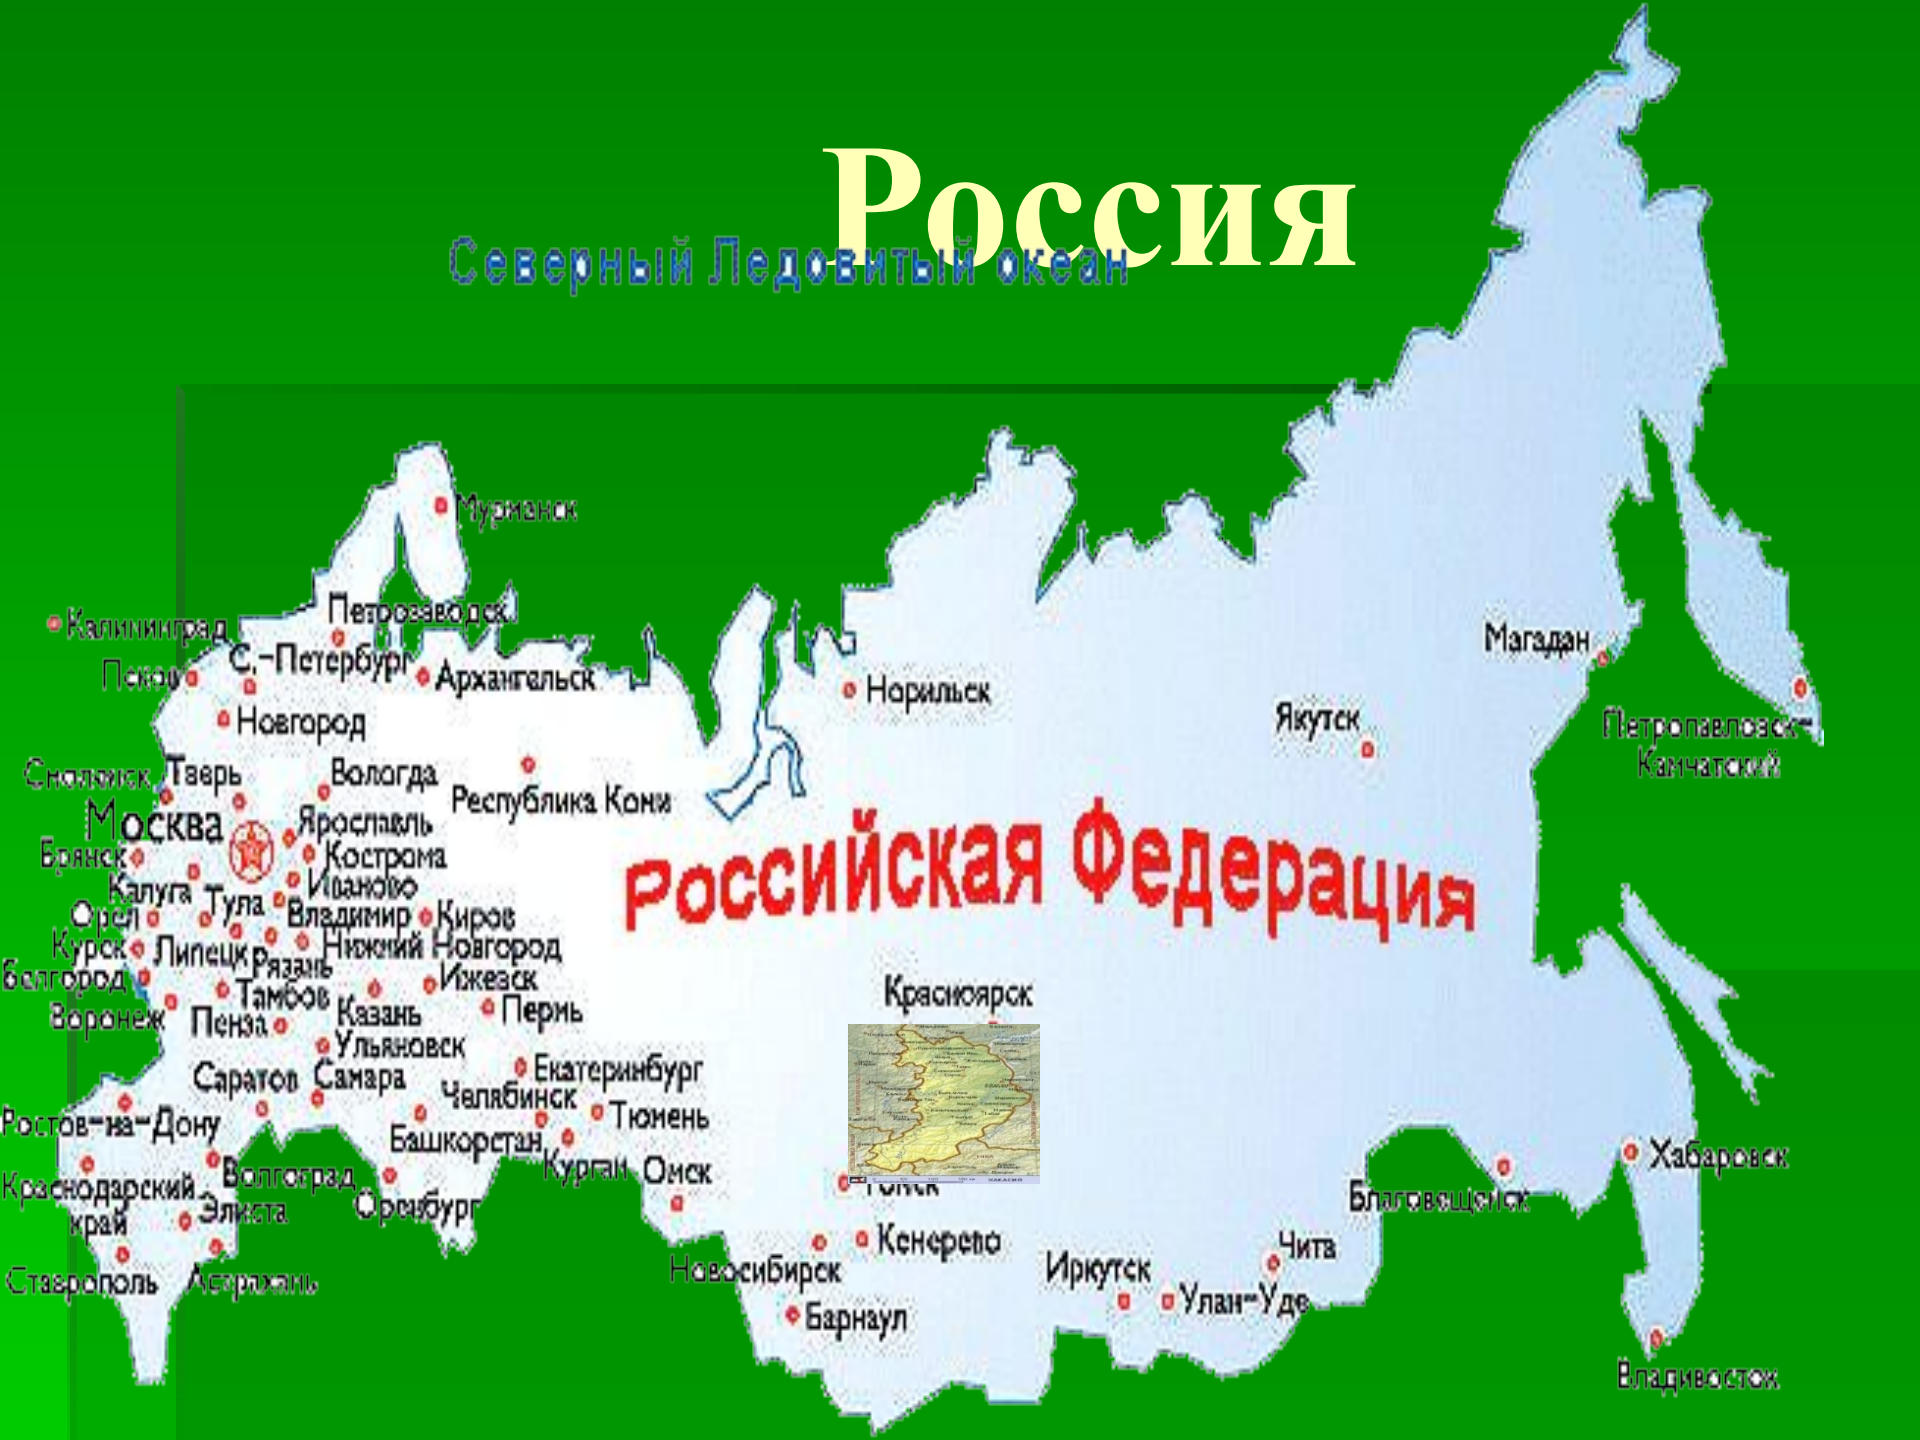 Россия
Северный Ледовитый океан
Мурманск
Петрозаводск
Калининград
С.-Петербург
Псков
Архангельск
Норильск
Магадан
Новгород
Якутск
Петропавловск-
Камчатский
Смоленск
Тверь
Вологда
Республика Коми
Москва
Ярославль
Брянск
Кострома
Российская Федерация
Калуга
Иваново
Орел
Тула
Владимир
Киров
Курск
Липецк
Нижний Новгород
Рязань
Белгород
Ижевск
Тамбов
Красноярск
Воронеж
Пенза
Казань
Пермь
Ульяновск
Екатеринбург
Саратов
Самара
Челябинск
Ростов-на-Дону
Тюмень
Башкорстан
Хабаровск
Курган
Омск
Волгоград
Томск
Краснодарский
край
Элиста
Оренбург
Благовещенск
Кемерово
Чита
Новосибирск
Иркутск
Ставрополь
Астрахань
Улан-Уде
Барнаул
Владивосток